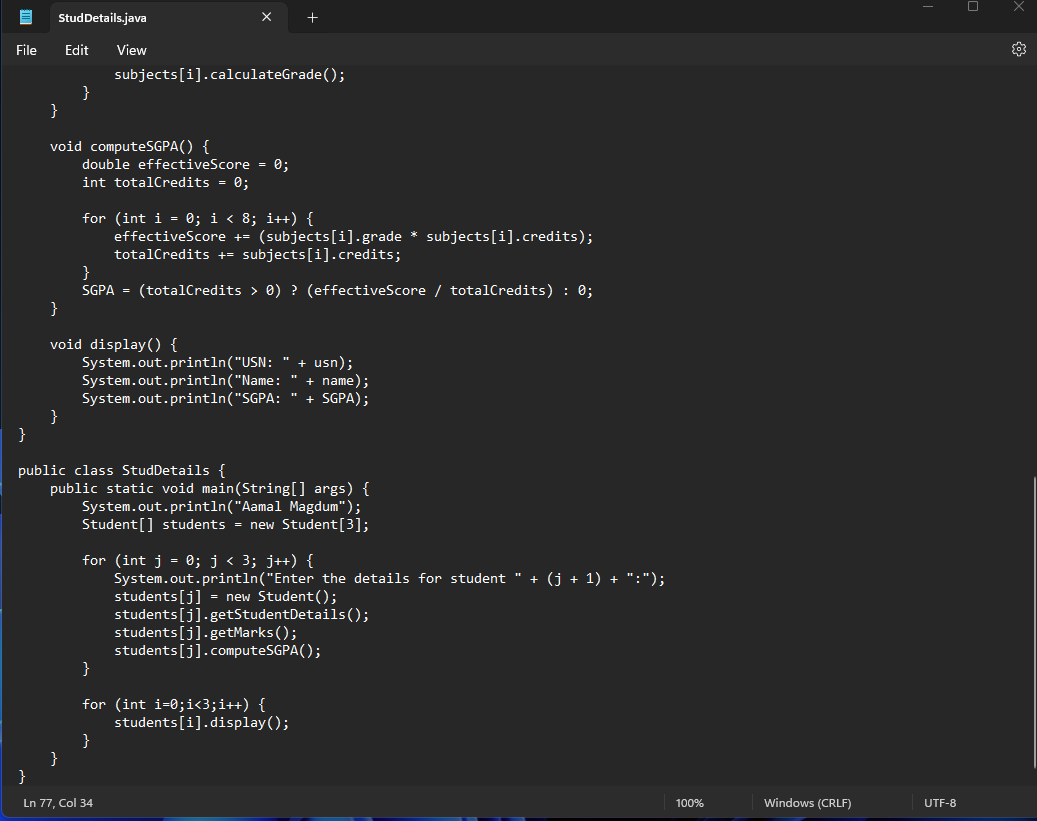 StudDetails.java
File Edit View
subjects[i].calculateGrade();
}
}
void computeSGPA() {
double effectiveScore = 0;
int totalCredits = 0;
for (int i = 0; i < 8; i++) {
effectiveScore += (subjects[i].grade * subjects[i].credits);
totalCredits += subjects[i].credits;
}
SGPA = (totalCredits > 0) ? (effectiveScore / totalCredits) : 0;
}
void display() {
System.out.println("USN: " + usn);
System.out.println("Name: " + name);
System.out.println("SGPA: " + SGPA);
}
}
public class StudDetails {
public static void main(String[] args) {
System.out.println("Aamal Magdum");
Student[] students = new Student[3];
for (int j = 0; j < 3; j++) {
System.out.println("Enter the details for student " + (j + 1) + ":");
students[j] = new Student();
students[j].getStudentDetails();
students[j].getMarks();
students[j].computeSGPA();
}
for (int i=0;i<3;i++) {
students[i].display();
}
}
}
Ln 77, Col 34 100% Windows (CRLF) UTF-8